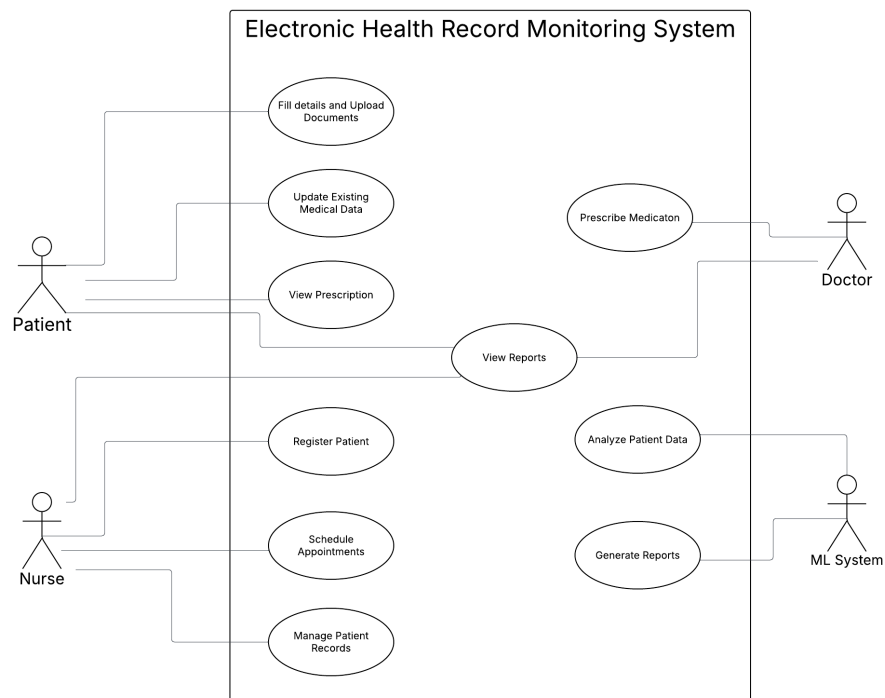 Electronic Health Record Monitoring System
Fill details and Upload
Documents
Update Existing
Medical Data
Prescribe Medicaton
View Prescription
Doctor
Patient
View Reports
Register Patient
Analyze Patient Data
Schedule
Appointments
Generate Reports
ML System
Nurse
Manage Patient
Records